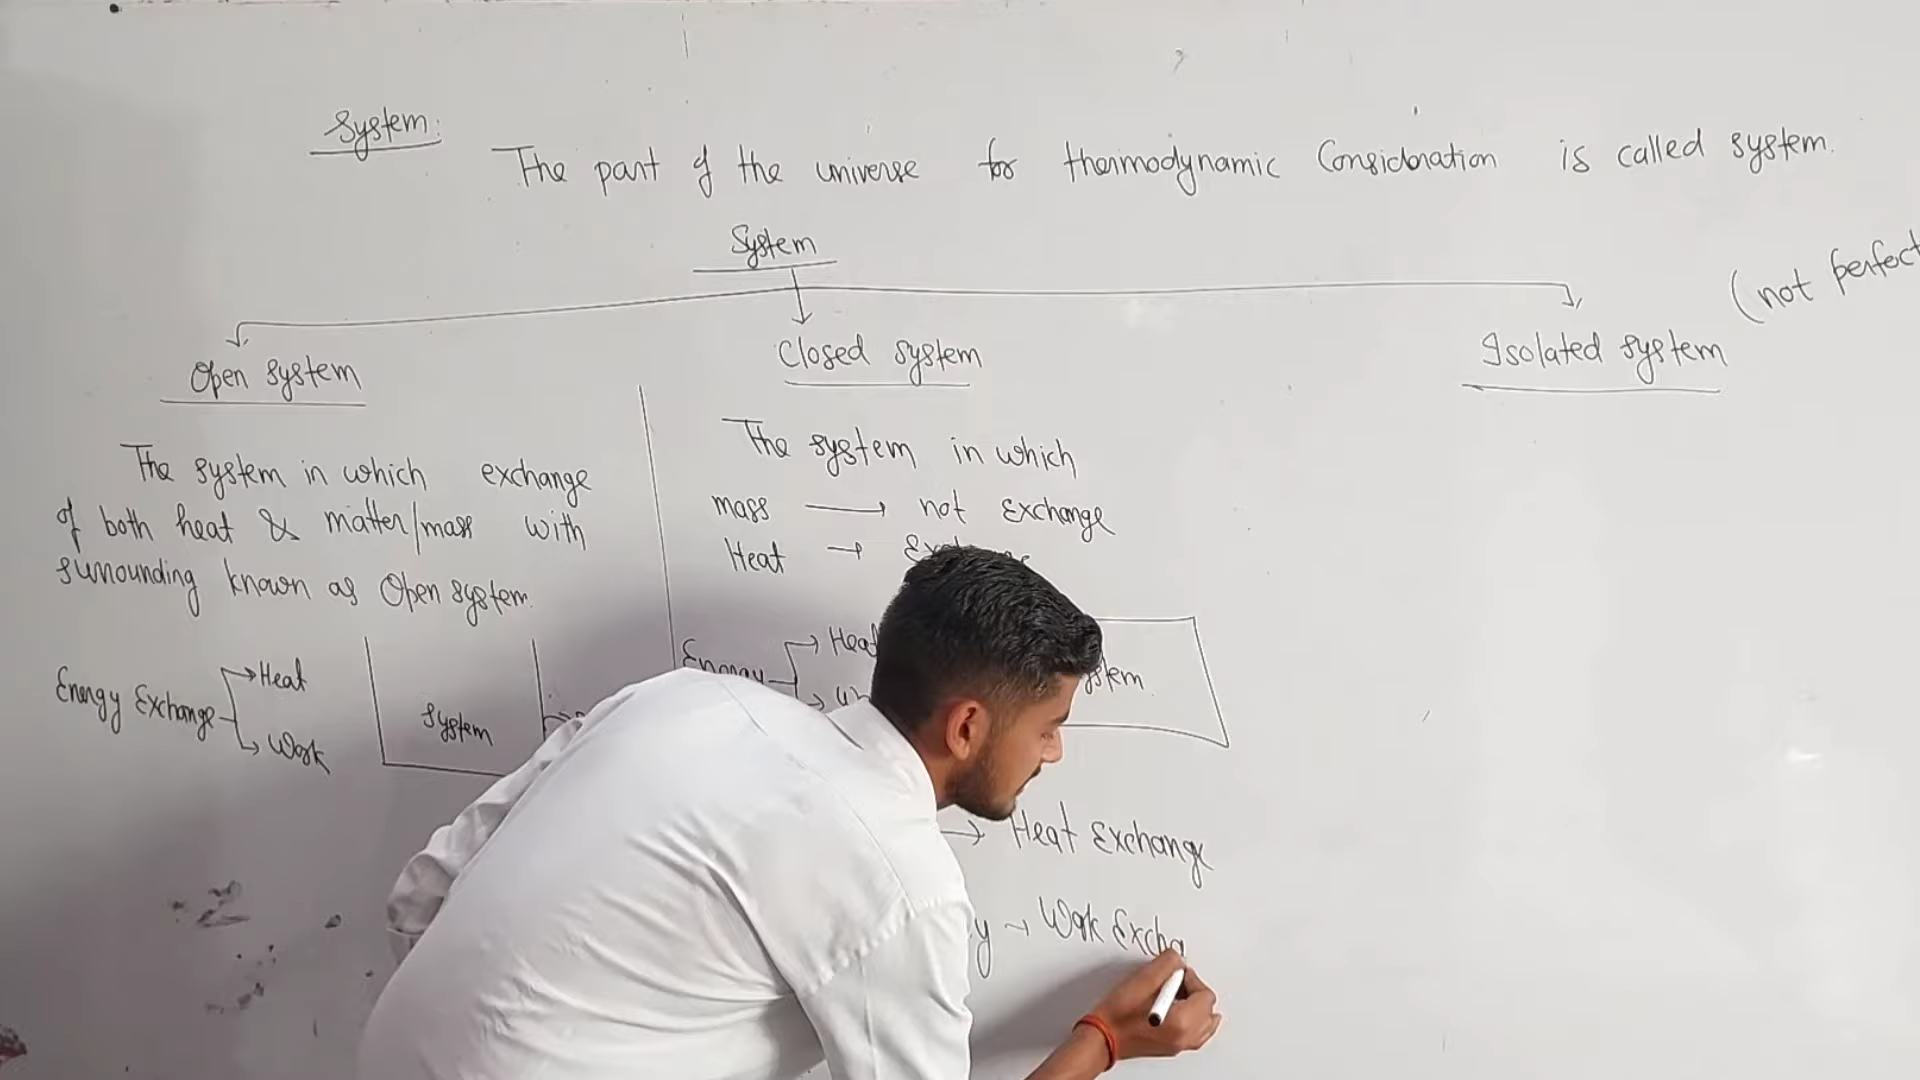 System:
The part of the universe for thermodynamic Consideration is called system.
System
(not perfect
Open system
Closed system
Isolated system
The system in which exchange
of both heat & matter/mass with
surrounding known as Open system.
Energy Exchange → Heat
→ Work
System
The system in which
mass → not Exchange
Heat →
Energy →
→ Heat Exchange
→ Work Excha